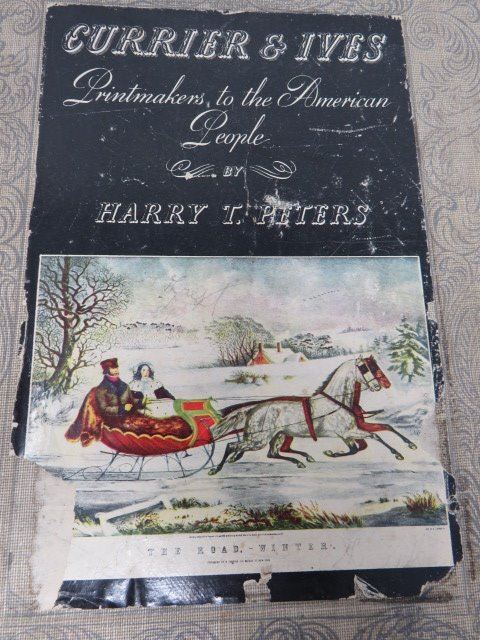 CURRIER & IVES
Printmakers to the American
People
BY
HARRY T. PETERS
THE ROAD,-WINTER.